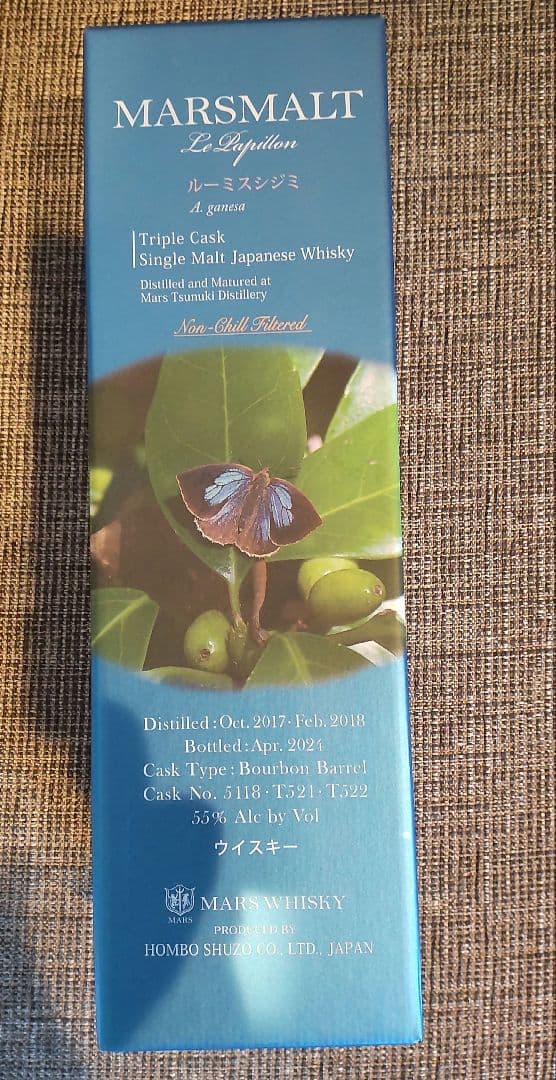 MARSMALT
Le Papillon
ルーミスシジミ
A. ganesa
Triple Cask
Single Malt Japanese Whisky
Distilled and Matured at
Mars Tsunuki Distillery
Non-Chill Filtered
Distilled:Oct. 2017·Feb. 2018
Bottled:Apr. 2024
Cask Type:Bourbon Barrel
Cask No. 5118·T521·T522
55% Alc by Vol
ウイスキー
MARS
MARS WHISKY
PRODUCED BY
HOMBO SHUZO CO., LTD., JAPAN